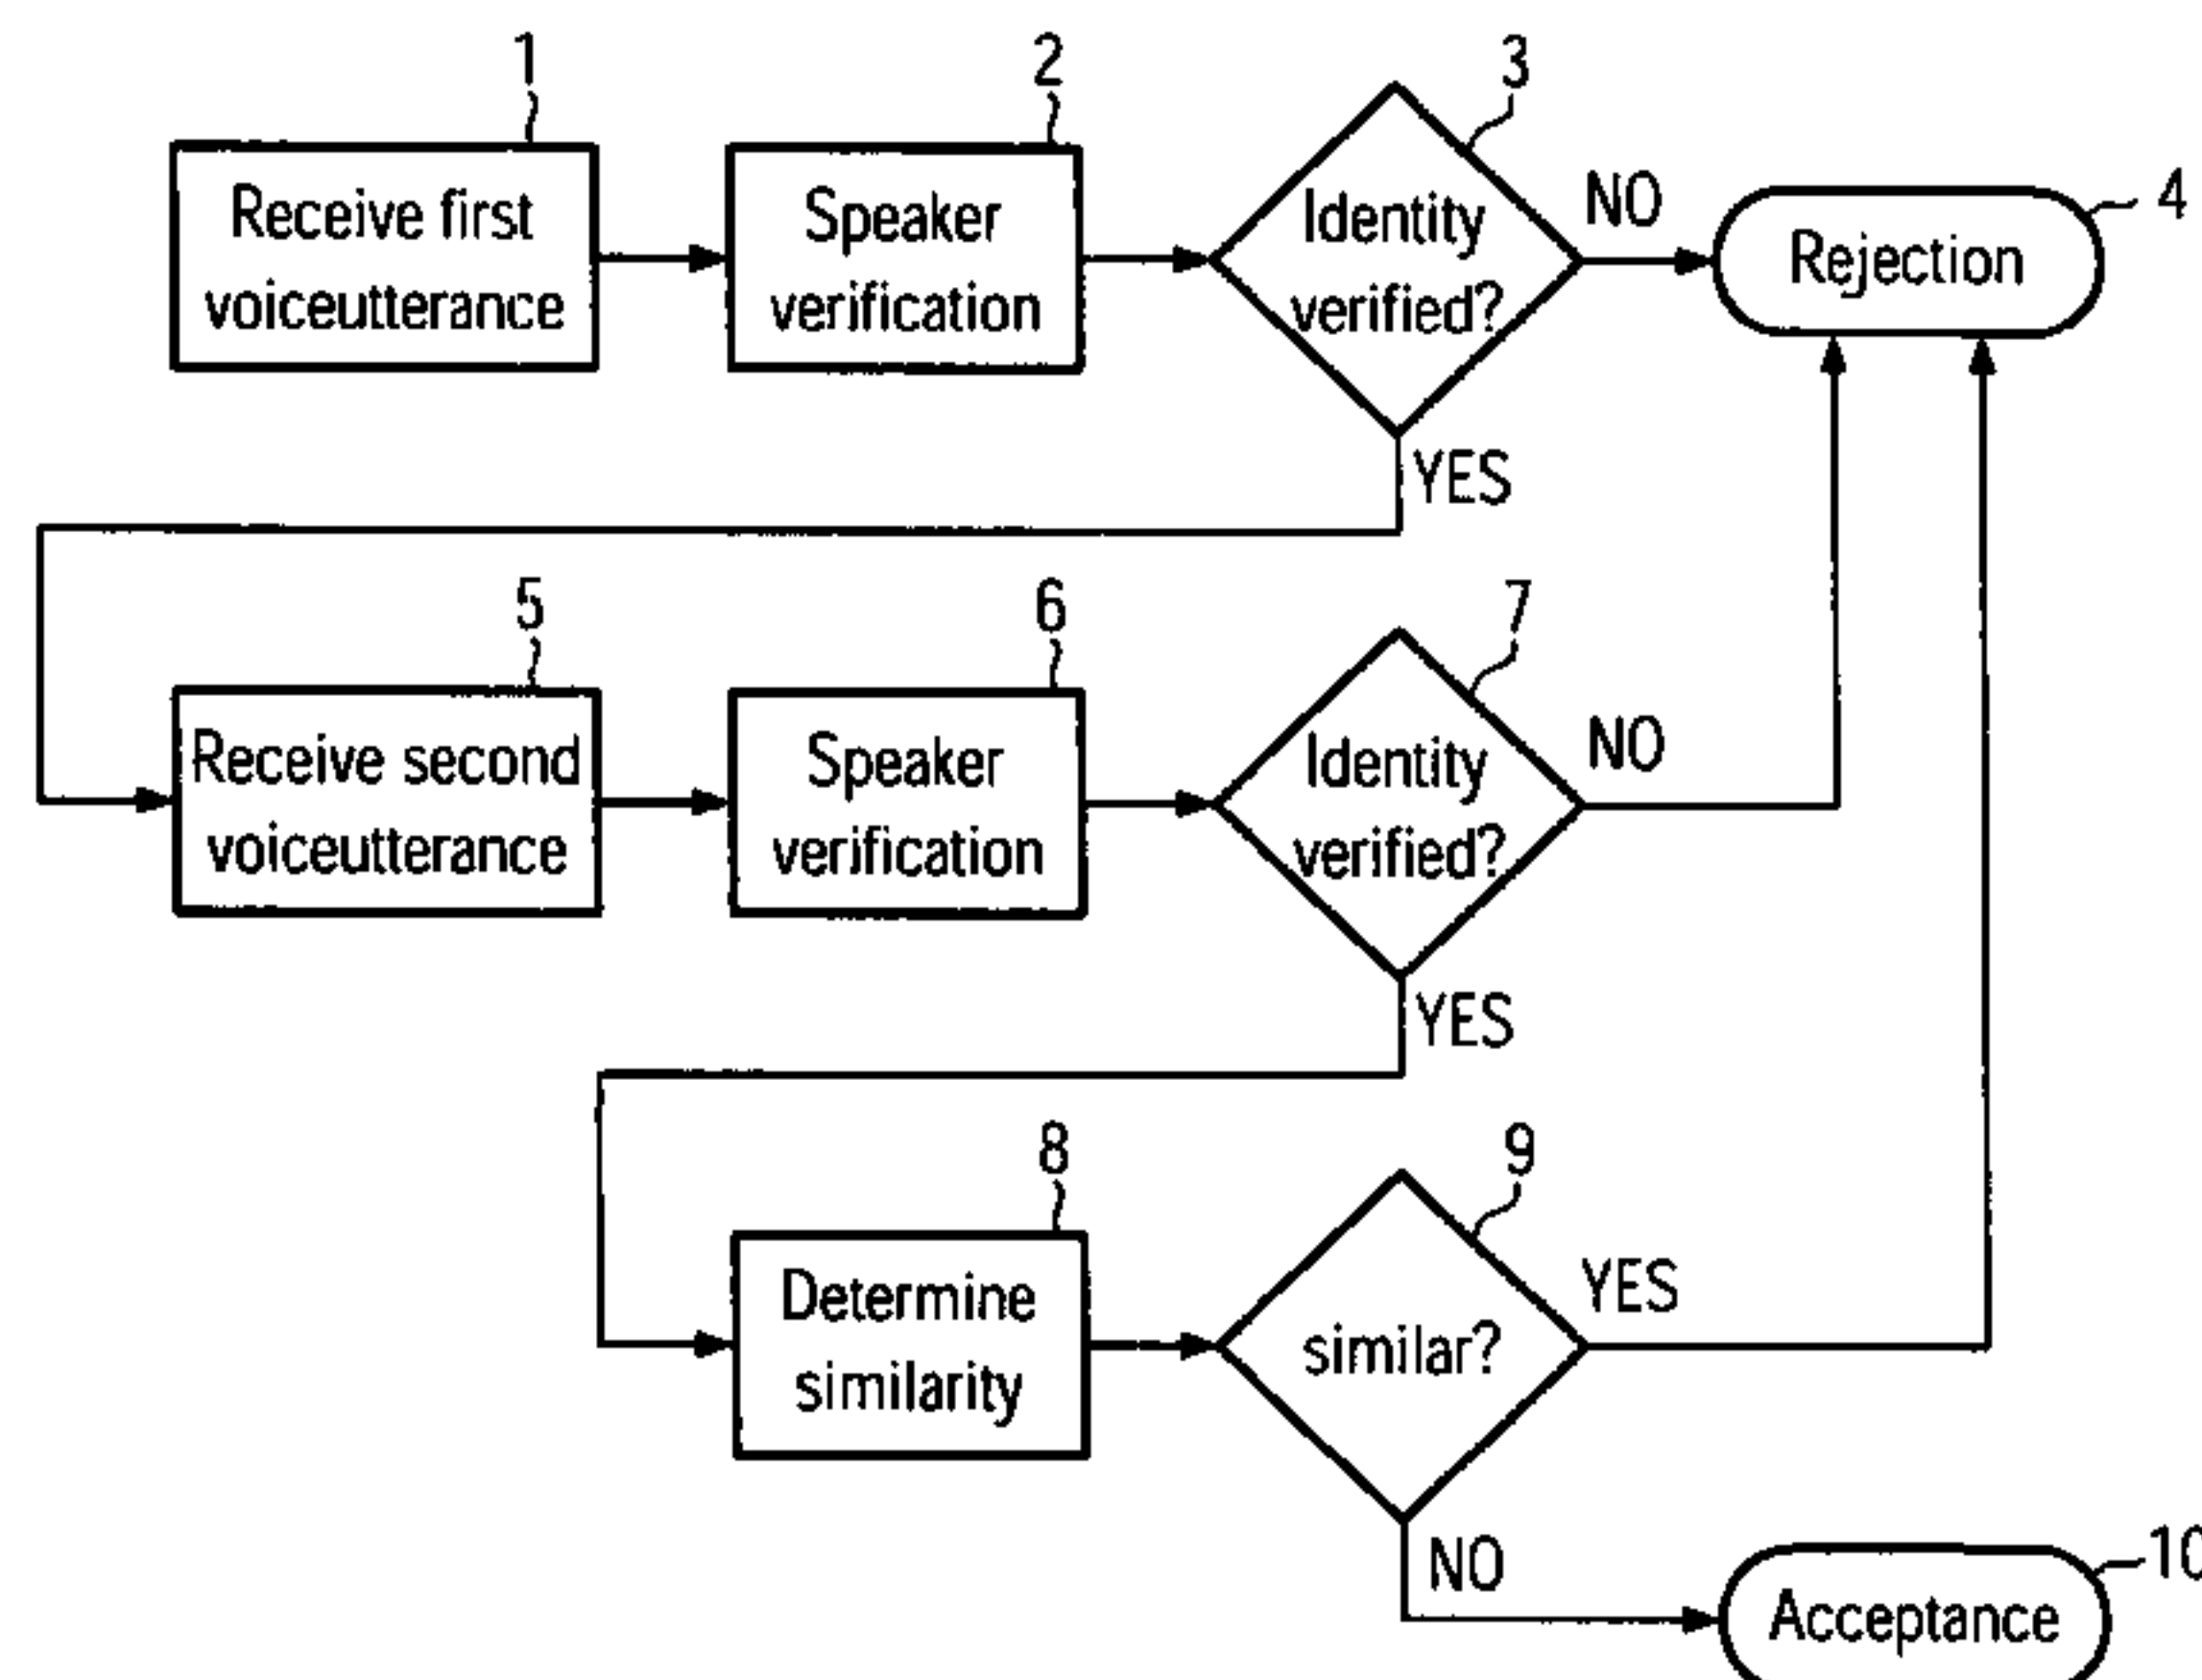 1
2
3
Receive first
voiceutterance
Speaker
verification
Identity
verified?
NO
Rejection
4
YES
5
6
7
Receive second
voiceutterance
Speaker
verification
Identity
verified?
NO
YES
8
9
Determine
similarity
similar?
YES
NO
Acceptance
10